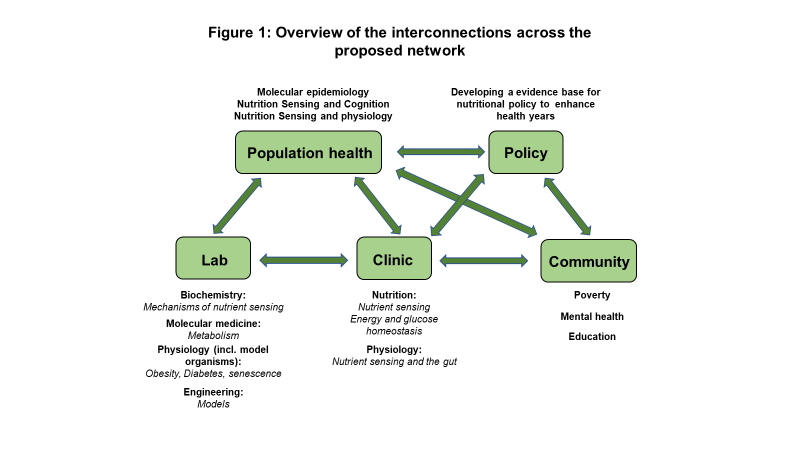 Figure 1: Overview of the interconnections across the
proposed network
Molecular epidemiology
Nutrition Sensing and Cognition
Nutrition Sensing and physiology
Developing a evidence base for
nutritional policy to enhance
health years
Population health
Policy
Lab
Clinic
Community
Biochemistry:
Mechanisms of nutrient sensing
Molecular medicine:
Metabolism
Physiology (incl. model
organisms):
Obesity, Diabetes, senescence
Engineering:
Models
Nutrition:
Nutrient sensing
Energy and glucose
homeostasis
Physiology:
Nutrient sensing and the gut
Poverty
Mental health
Education